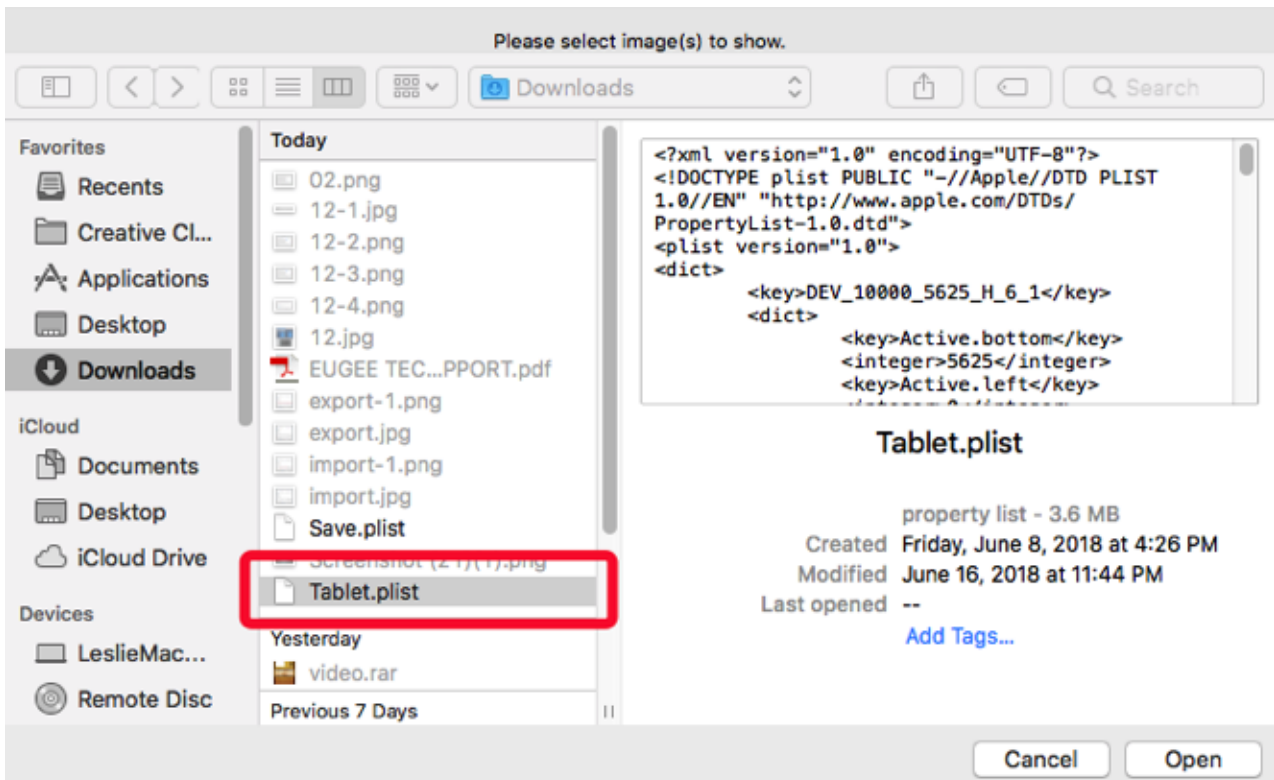 Please select image(s) to show.
Downloads
Search
Favorites
Recents
Creative Cl...
Applications
Desktop
Downloads
iCloud
Documents
Desktop
iCloud Drive
Devices
LeslieMac...
Remote Disc
Today
02.png
12-1.jpg
12-2.png
12-3.png
12-4.png
12.jpg
EUGEE TEC...PPORT.pdf
export-1.png
export.jpg
import-1.png
import.jpg
Save.plist
Screenshot (21)(1).png
Tablet.plist
Yesterday
video.rar
Previous 7 Days
<?xml version="1.0" encoding="UTF-8"?>
<!DOCTYPE plist PUBLIC "-//Apple//DTD PLIST
1.0//EN" "http://www.apple.com/DTDs/
PropertyList-1.0.dtd">
<plist version="1.0">
<dict>
<key>DEV_10000_5625_H_6_1</key>
<dict>
<key>Active.bottom</key>
<integer>5625</integer>
<key>Active.left</key>
Tablet.plist
property list - 3.6 MB
Created Friday, June 8, 2018 at 4:26 PM
Modified June 16, 2018 at 11:44 PM
Last opened --
Add Tags...
Cancel
Open